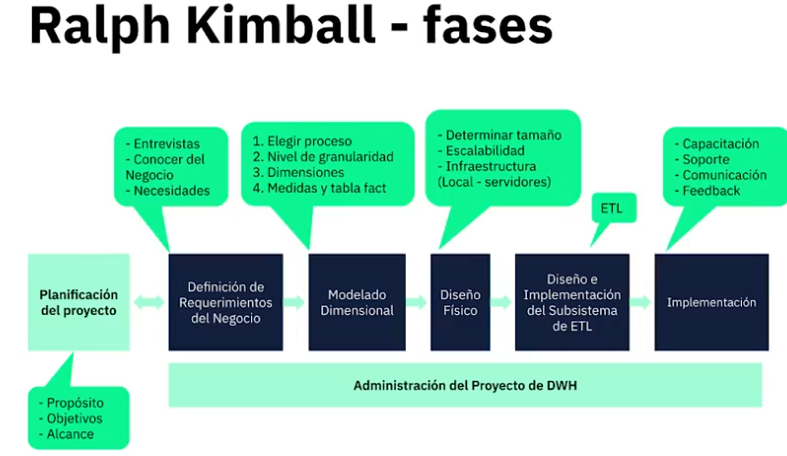 Ralph Kimball - fases
- Entrevistas
- Conocer del
Negocio
- Necesidades
1. Elegir proceso
2. Nivel de granularidad
3. Dimensiones
4. Medidas y tabla fact
- Determinar tamaño
- Escalabilidad
- Infraestructura
(Local - servidores)
ETL
- Capacitación
- Soporte
- Comunicación
- Feedback
Planificación
del proyecto
Definición de
Requerimientos
del Negocio
Modelado
Dimensional
Diseño
Físico
Diseño e
Implementación
del Subsistema
de ETL
Implementación
Administración del Proyecto de DWH
- Propósito
- Objetivos
- Alcance